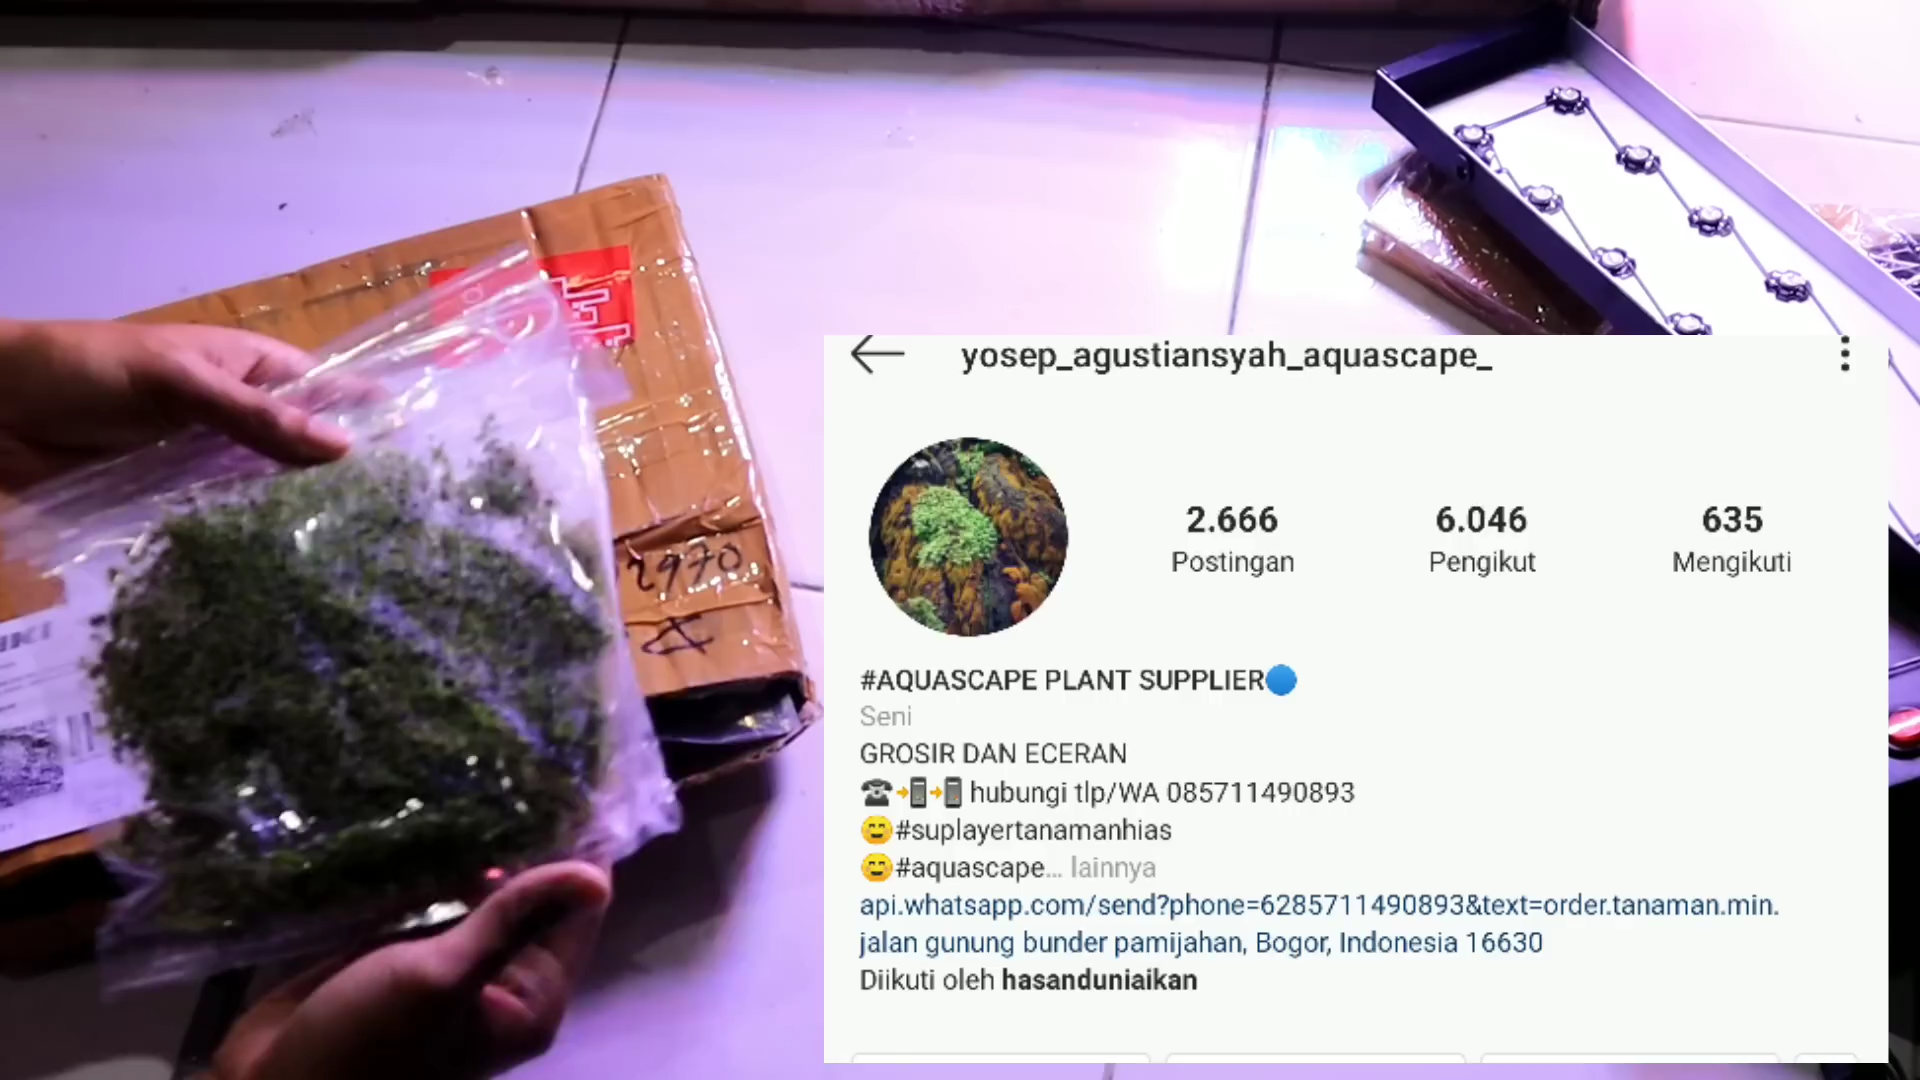 yosep_agustiansyah_aquascape_
2.666
Postingan
6.046
Pengikut
635
Mengikuti
#AQUASCAPE PLANT SUPPLIER🔵
Seni
GROSIR DAN ECERAN
☎️➜📱➜📱 hubungi tlp/WA 085711490893
😊#suplayertanamanhias
😊#aquascape... lainnya
api.whatsapp.com/send?phone=6285711490893&text=order.tanaman.min.
jalan gunung bunder pamijahan, Bogor, Indonesia 16630
Diikuti oleh hasanduniaikan
2970